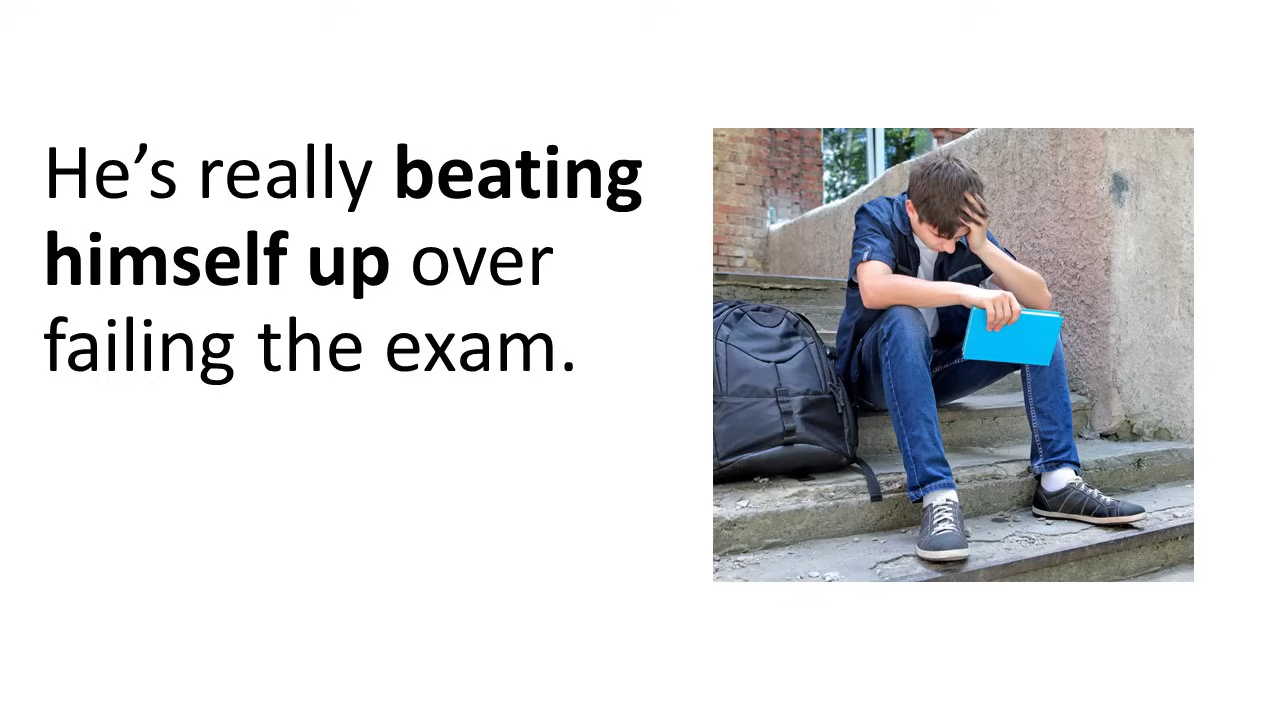 He’s really beating
himself up over
failing the exam.